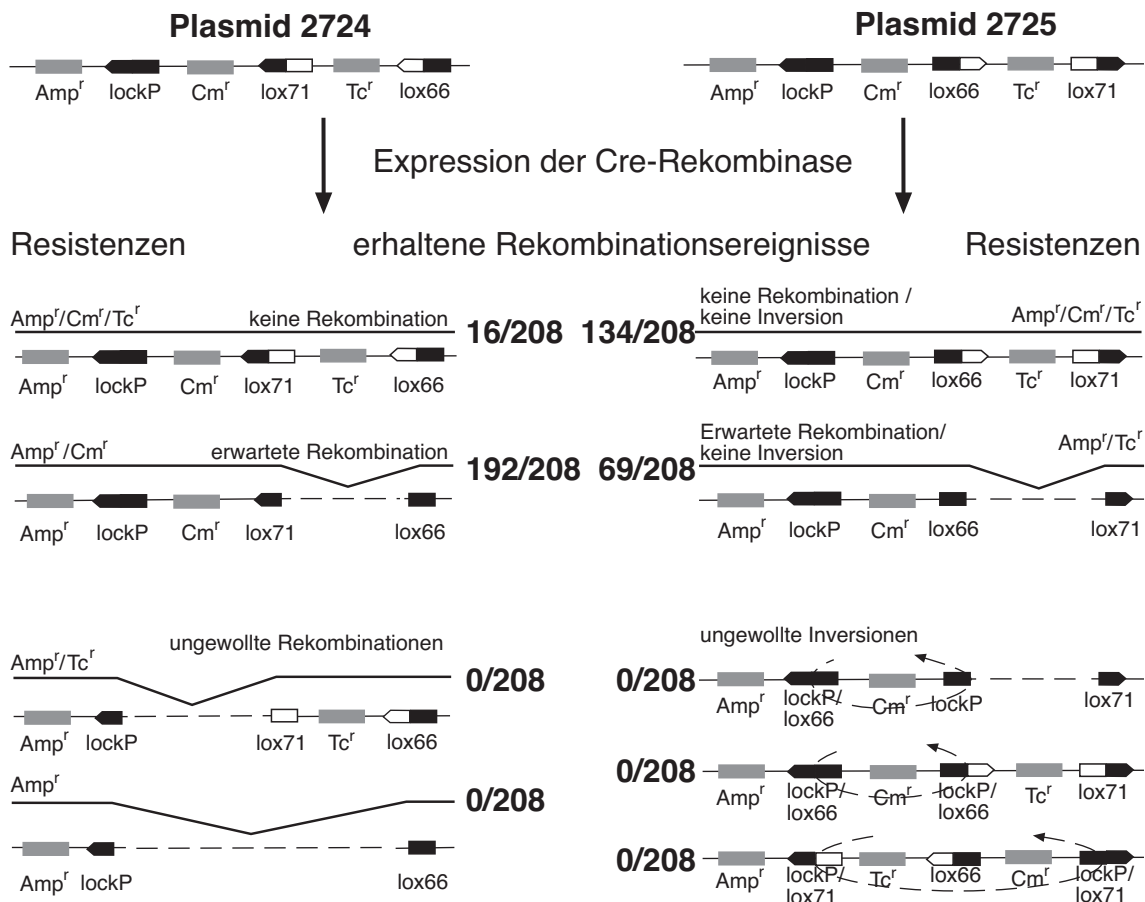 Plasmid 2724 Plasmid 2725
Amp^r lockP Cm^r lox71 Tc^r lox66 Amp^r lockP Cm^r lox66 Tc^r lox71
Expression der Cre-Rekombinase
Resistenzen erhaltene Rekombinationsereignisse Resistenzen
Amp^r/Cm^r/Tc^r keine Rekombination 16/208 134/208 keine Rekombination /
keine Inversion Amp^r/Cm^r/Tc^r
Amp^r lockP Cm^r lox71 Tc^r lox66 Amp^r lockP Cm^r lox66 Tc^r lox71
Amp^r/Cm^r erwartete Rekombination 192/208 69/208 Erwartete Rekombination/
keine Inversion Amp^r/Tc^r
Amp^r lockP Cm^r lox71 lox66 Amp^r lockP Cm^r lox66 lox71
ungewollte Rekombinationen ungewollte Inversionen
Amp^r/Tc^r 0/208
Amp^r lockP lox71 Tc^r lox66
Amp^r 0/208
Amp^r lockP lox66
0/208 Amp^r lockP/ Cm^r lockP lox71
lox66
0/208 Amp^r lockP/ Cm^r lockP/ Tc^r lox71
lox66 lox66
0/208 Amp^r lockP/ Tc^r lox66 Cm^r lockP/
lox71 lox71